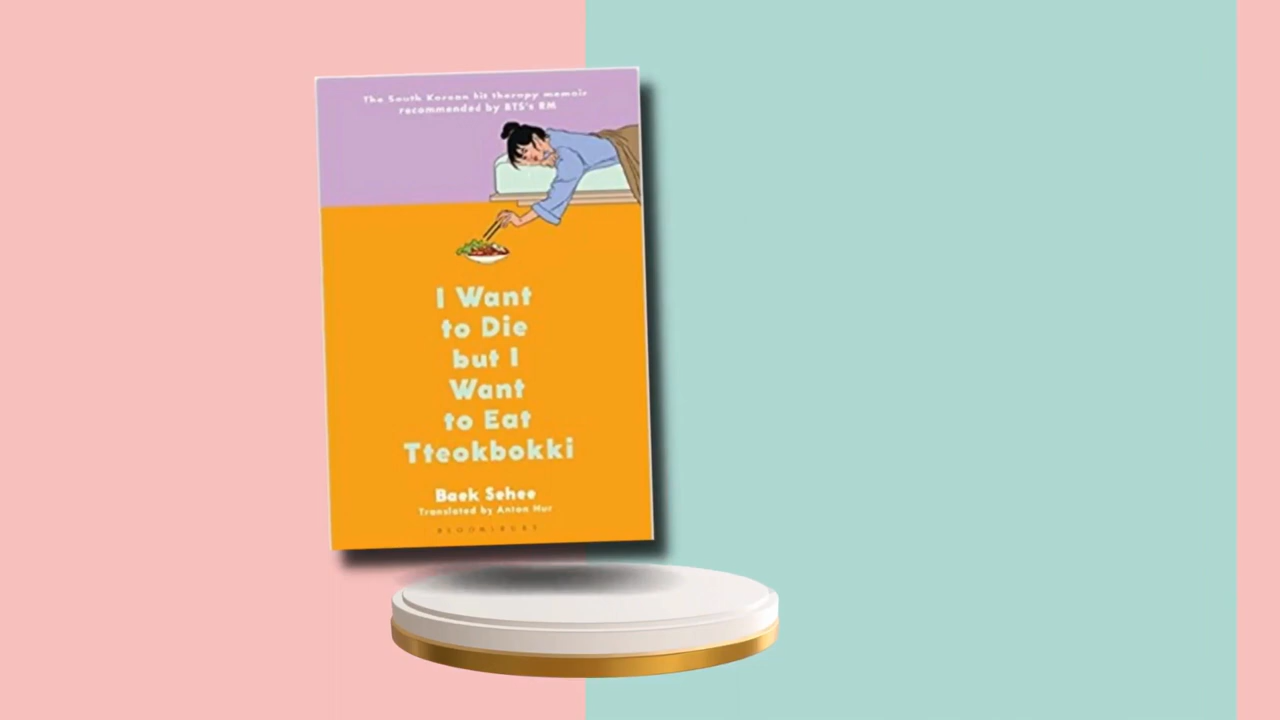 The South Korean hit therapy memoir
recommended by BTS's RM
I Want
to Die
but I
Want
to Eat
Tteokbokki
Baek Sehee
Translated by Anton Hur
BLOOMSBURY